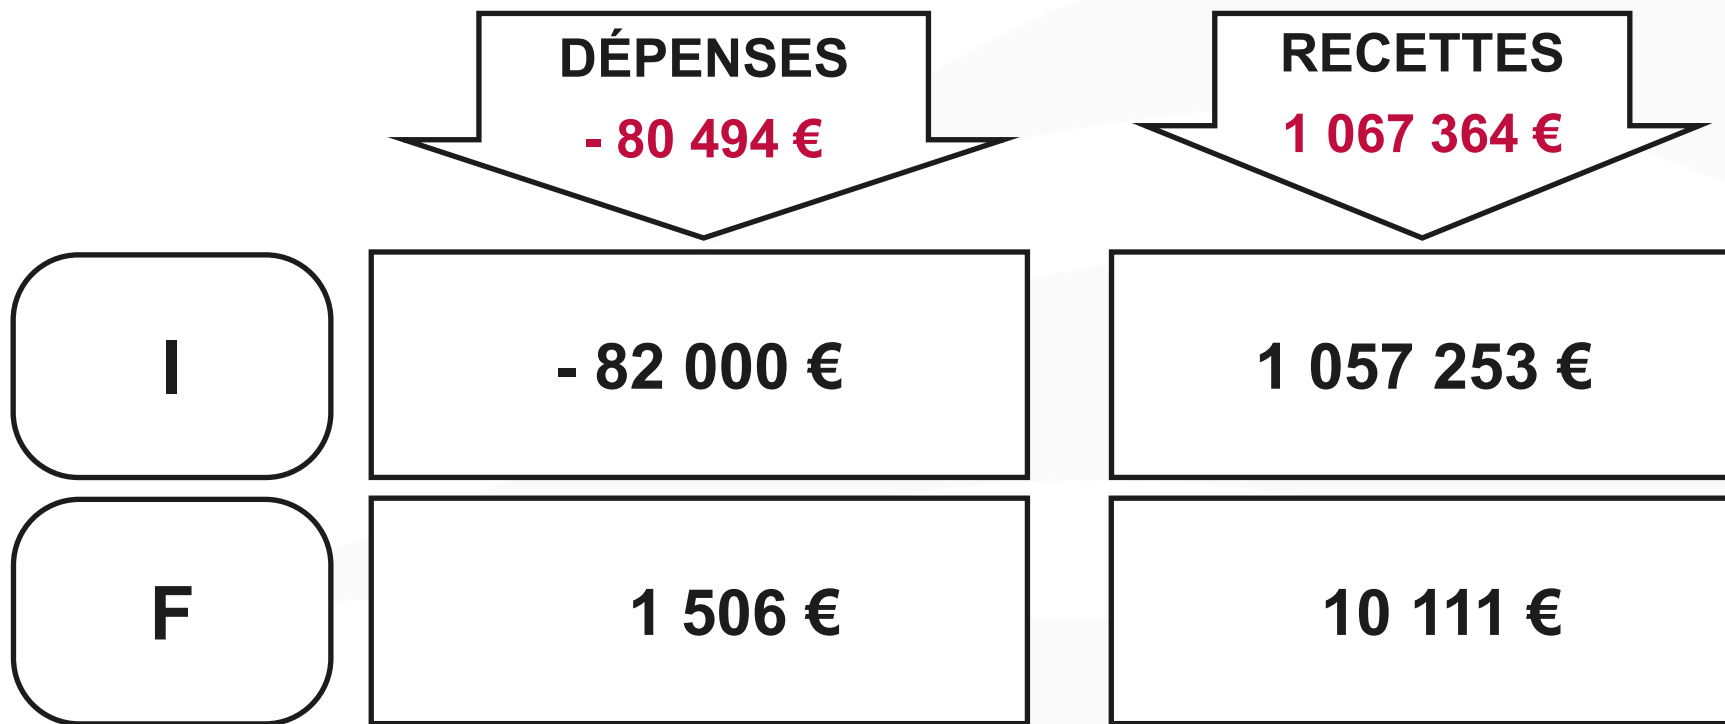 DÉPENSES
- 80 494 €
RECETTES
1 067 364 €
I
- 82 000 €
1 057 253 €
F
1 506 €
10 111 €